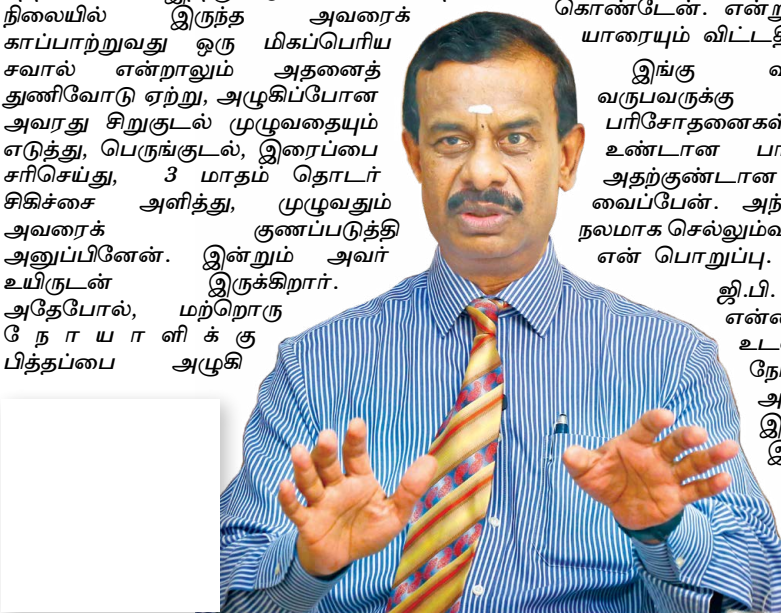 நிலையில் இருந்த அவரைக்
காப்பாற்றுவது ஒரு மிகப்பெரிய
சவால் என்றாலும் அதனைத்
துணிவோடு ஏற்று, அழுகிப்போன
அவரது சிறுகுடல் முழுவதையும்
எடுத்து, பெருங்குடல், இரைப்பை
சரிசெய்து, 3 மாதம் தொடர்
சிகிச்சை அளித்து, முழுவதும்
அவரைக் குணப்படுத்தி
அனுப்பினேன். இன்றும் அவர்
உயிருடன் இருக்கிறார்.
அதேபோல், மற்றொரு
நோயாளிக்கு
பித்தப்பை அழுகி
கொண்டேன்.
யாரையும்
இங்கு
வருபவருக்கு
பரிசோதனைகள்
உண்டான
அதற்குண்டான
வைப்பேன்.
நலமாக
என் பொறுப்பு.
ஜி.பி.